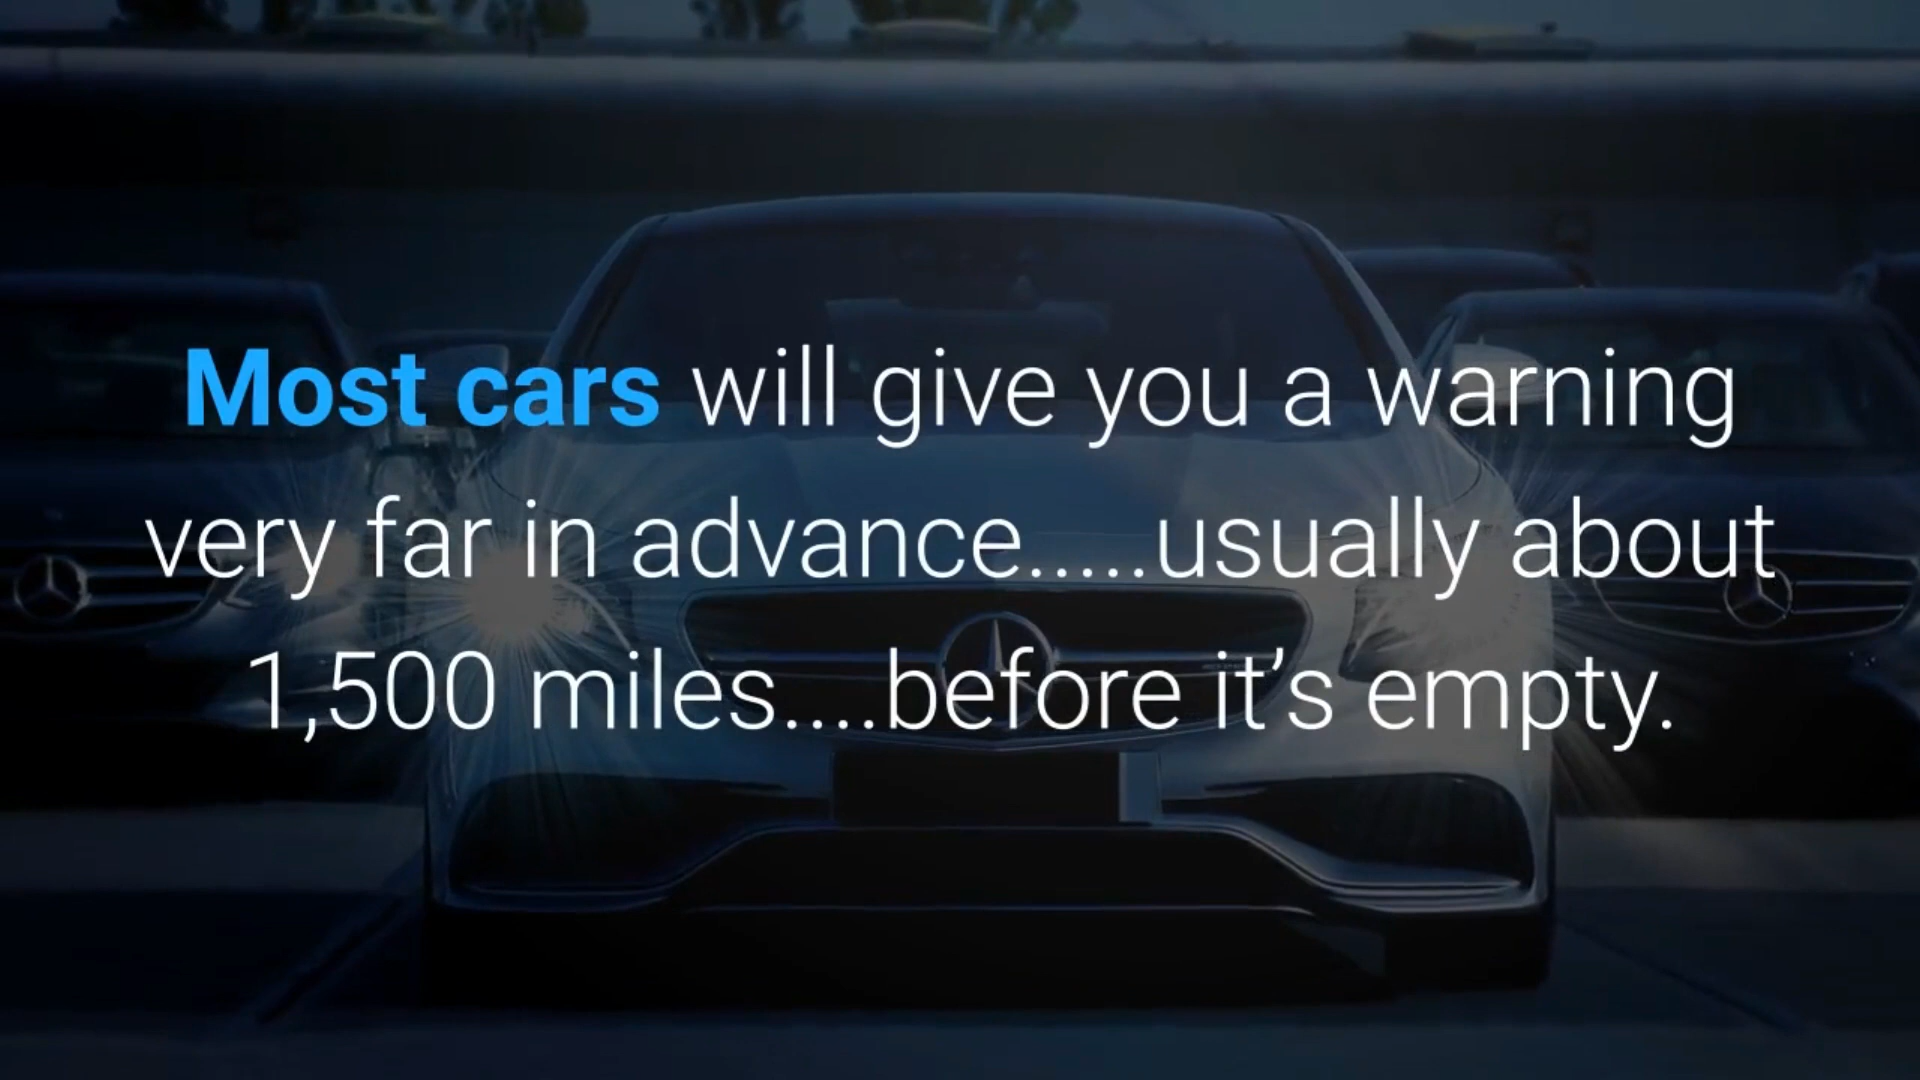 Most cars will give you a warning
very far in advance.....usually about
1,500 miles....before it’s empty.